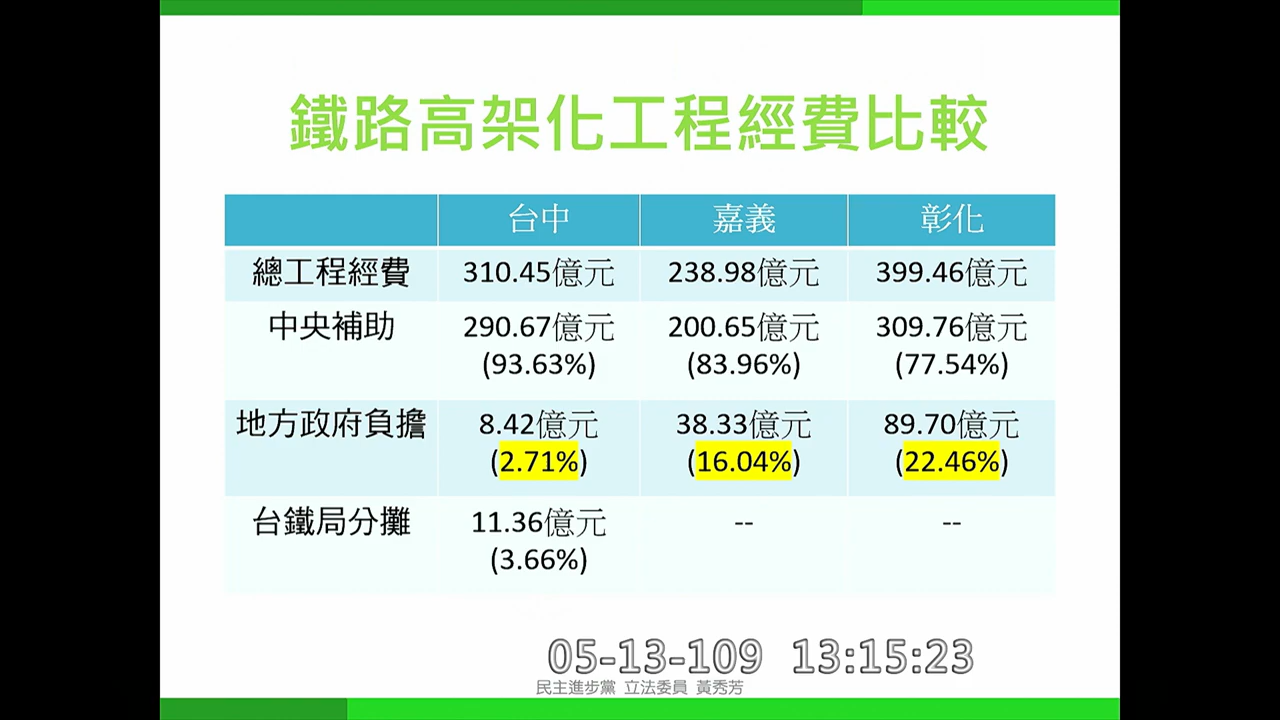 鐵路高架化工程經費比較
台中 嘉義 彰化
總工程經費 310.45億元 238.98億元 399.46億元
中央補助 290.67億元 200.65億元 309.76億元
(93.63%) (83.96%) (77.54%)
地方政府負擔 8.42億元 38.33億元 89.70億元
(2.71%) (16.04%) (22.46%)
台鐵局分攤 11.36億元 -- --
(3.66%)
05-13-109 13:15:23
民主進步黨 立法委員 黃秀芳